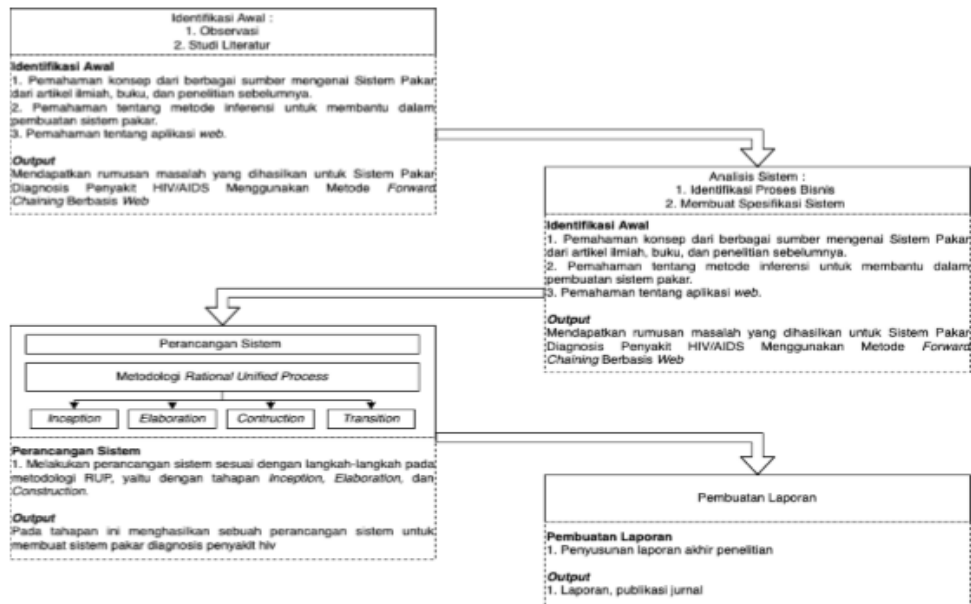 Identifikasi Awal :
1. Observasi
2. Studi Literatur
Identifikasi Awal
1. Pemahaman konsep dari berbagai sumber mengenai Sistem Pakar
dari artikel ilmiah, buku, dan penelitian sebelumnya.
2. Pemahaman tentang metode inferensi untuk membantu dalam
pembuatan sistem pakar.
3. Pemahaman tentang aplikasi web.
Output
Mendapatkan rumusan masalah yang dihasilkan untuk Sistem Pakar
Diagnosis Penyakit HIV/AIDS Menggunakan Metode Forward
Chaining Berbasis Web
Analisis Sistem :
1. Identifikasi Proses Bisnis
2. Membuat Spesifikasi Sistem
Identifikasi Awal
1. Pemahaman konsep dari berbagai sumber mengenai Sistem Pakar
dari artikel ilmiah, buku, dan penelitian sebelumnya.
2. Pemahaman tentang metode inferensi untuk membantu dalam
pembuatan sistem pakar.
3. Pemahaman tentang aplikasi web.
Output
Mendapatkan rumusan masalah yang dihasilkan untuk Sistem Pakar
Diagnosis Penyakit HIV/AIDS Menggunakan Metode Forward
Chaining Berbasis Web
Perancangan Sistem
Metodologi Rational Unified Process
Inception
Elaboration
Contruction
Transition
Perancangan Sistem
1. Melakukan perancangan sistem sesuai dengan langkah-langkah pada
metodologi RUP, yaitu dengan tahapan Inception, Elaboration, dan
Construction.
Output
Pada tahapan ini menghasilkan sebuah perancangan sistem untuk
membuat sistem pakar diagnosis penyakit hiv
Pembuatan Laporan
Pembuatan Laporan
1. Penyusunan laporan akhir penelitian
Output
1. Laporan, publikasi jurnal